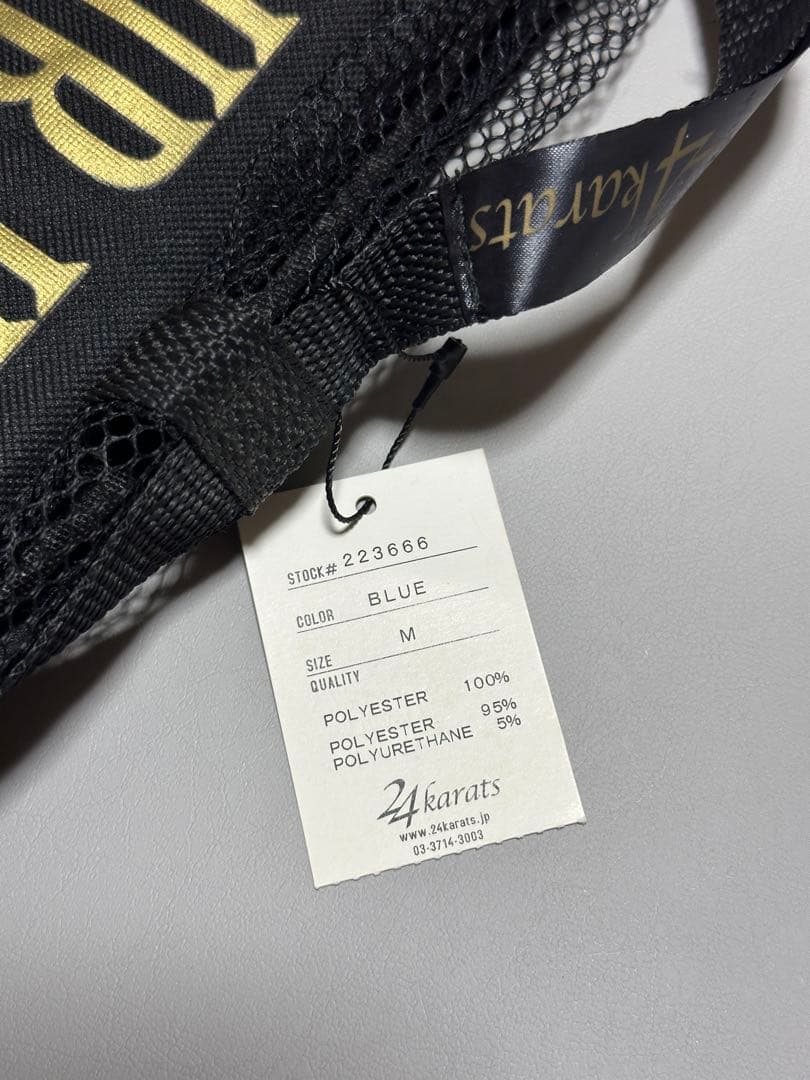 24karats
STOCK# 223666
COLOR BLUE
SIZE M
QUALITY
POLYESTER 100%
POLYESTER 95%
POLYURETHANE 5%
24karats
www.24karats.jp
03-3714-3003